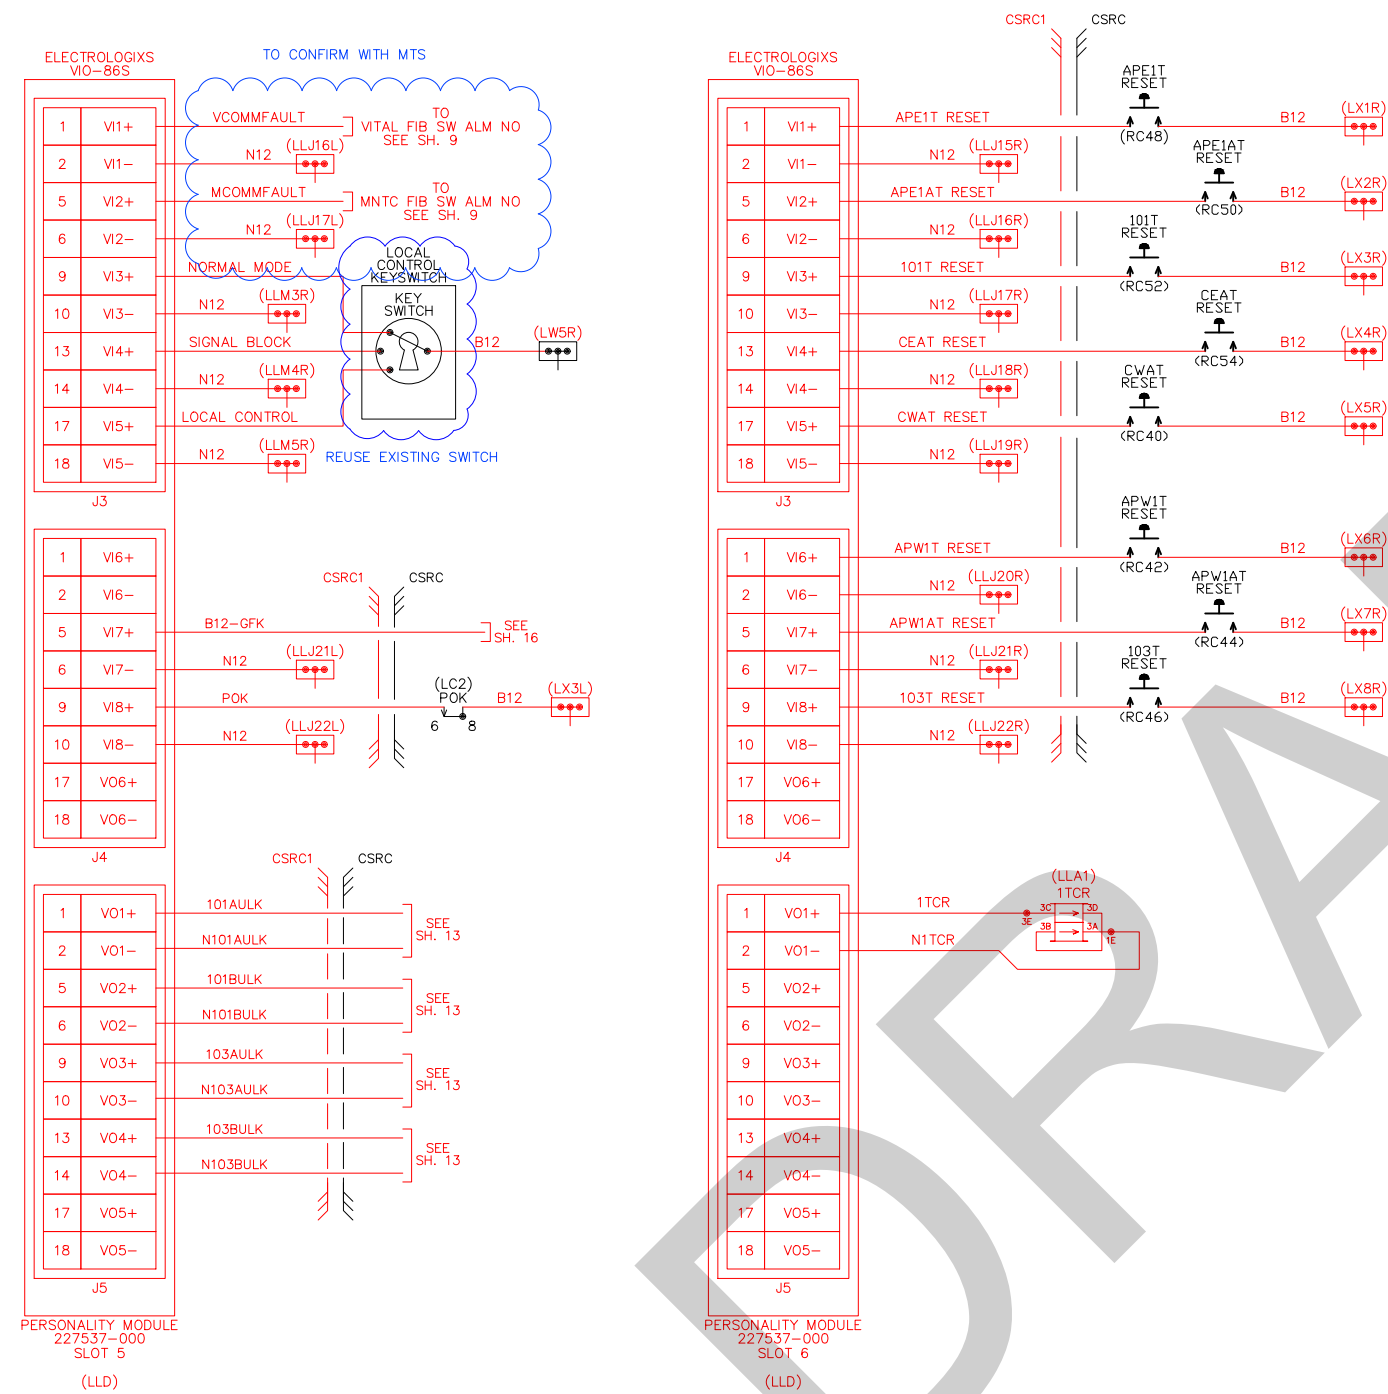 TO CONFIRM WITH MTS
ELECTROLOGIXS
VIO-86S
1 VI1+ VCOMMFAULT
TO
VITAL FIB SW ALM NO
SEE SH. 9
2 VI1- N12 (LLJ16L)
5 VI2+ MCOMMFAULT
TO
MNTC FIB SW ALM NO
SEE SH. 9
6 VI2- N12 (LLJ17L)
9 VI3+ NORMAL MODE
LOCAL
CONTROL
KEYSWITCH
KEY
SWITCH
10 VI3- N12 (LLM3R)
13 VI4+ SIGNAL BLOCK B12 (LW5R)
14 VI4- N12 (LLM4R)
17 VI5+ LOCAL CONTROL
18 VI5- N12 (LLM5R)
REUSE EXISTING SWITCH
J3
CSRC1 CSRC
1 VI6+
2 VI6-
5 VI7+ B12-GFK
SEE
SH. 16
6 VI7- N12 (LLJ21L)
9 VI8+ POK
(LC2)
POK
6 8
B12 (LX3L)
10 VI8- N12 (LLJ22L)
17 VO6+
18 VO6-
J4
CSRC1 CSRC
1 VO1+ 101AULK
2 VO1- N101AULK
SEE
SH. 13
5 VO2+ 101BULK
6 VO2- N101BULK
SEE
SH. 13
9 VO3+ 103AULK
10 VO3- N103AULK
SEE
SH. 13
13 VO4+ 103BULK
14 VO4- N103BULK
SEE
SH. 13
17 VO5+
18 VO5-
J5
PERSONALITY MODULE
227537-000
SLOT 5
(LLD)
CSRC1 CSRC
ELECTROLOGIXS
VIO-86S
1 VI1+ APE1T RESET
APE1T
RESET
(RC48)
B12 (LX1R)
2 VI1- N12 (LLJ15R)
5 VI2+ APE1AT RESET
APE1AT
RESET
(RC50)
B12 (LX2R)
6 VI2- N12 (LLJ16R)
9 VI3+ 101T RESET
101T
RESET
(RC52)
B12 (LX3R)
10 VI3- N12 (LLJ17R)
13 VI4+ CEAT RESET
CEAT
RESET
(RC54)
B12 (LX4R)
14 VI4- N12 (LLJ18R)
17 VI5+ CWAT RESET
CWAT
RESET
(RC40)
B12 (LX5R)
18 VI5- N12 (LLJ19R)
J3
1 VI6+ APW1T RESET
APW1T
RESET
(RC42)
B12 (LX6R)
2 VI6- N12 (LLJ20R)
5 VI7+ APW1AT RESET
APW1AT
RESET
(RC44)
B12 (LX7R)
6 VI7- N12 (LLJ21R)
9 VI8+ 103T RESET
103T
RESET
(RC46)
B12 (LX8R)
10 VI8- N12 (LLJ22R)
17 VO6+
18 VO6-
J4
(LLA1)
1TCR
1 VO1+ 1TCR 3E 3C 3D
3B 3A 1E
2 VO1- N1TCR
5 VO2+
6 VO2-
9 VO3+
10 VO3-
13 VO4+
14 VO4-
17 VO5+
18 VO5-
J5
PERSONALITY MODULE
227537-000
SLOT 6
(LLD)
DRA